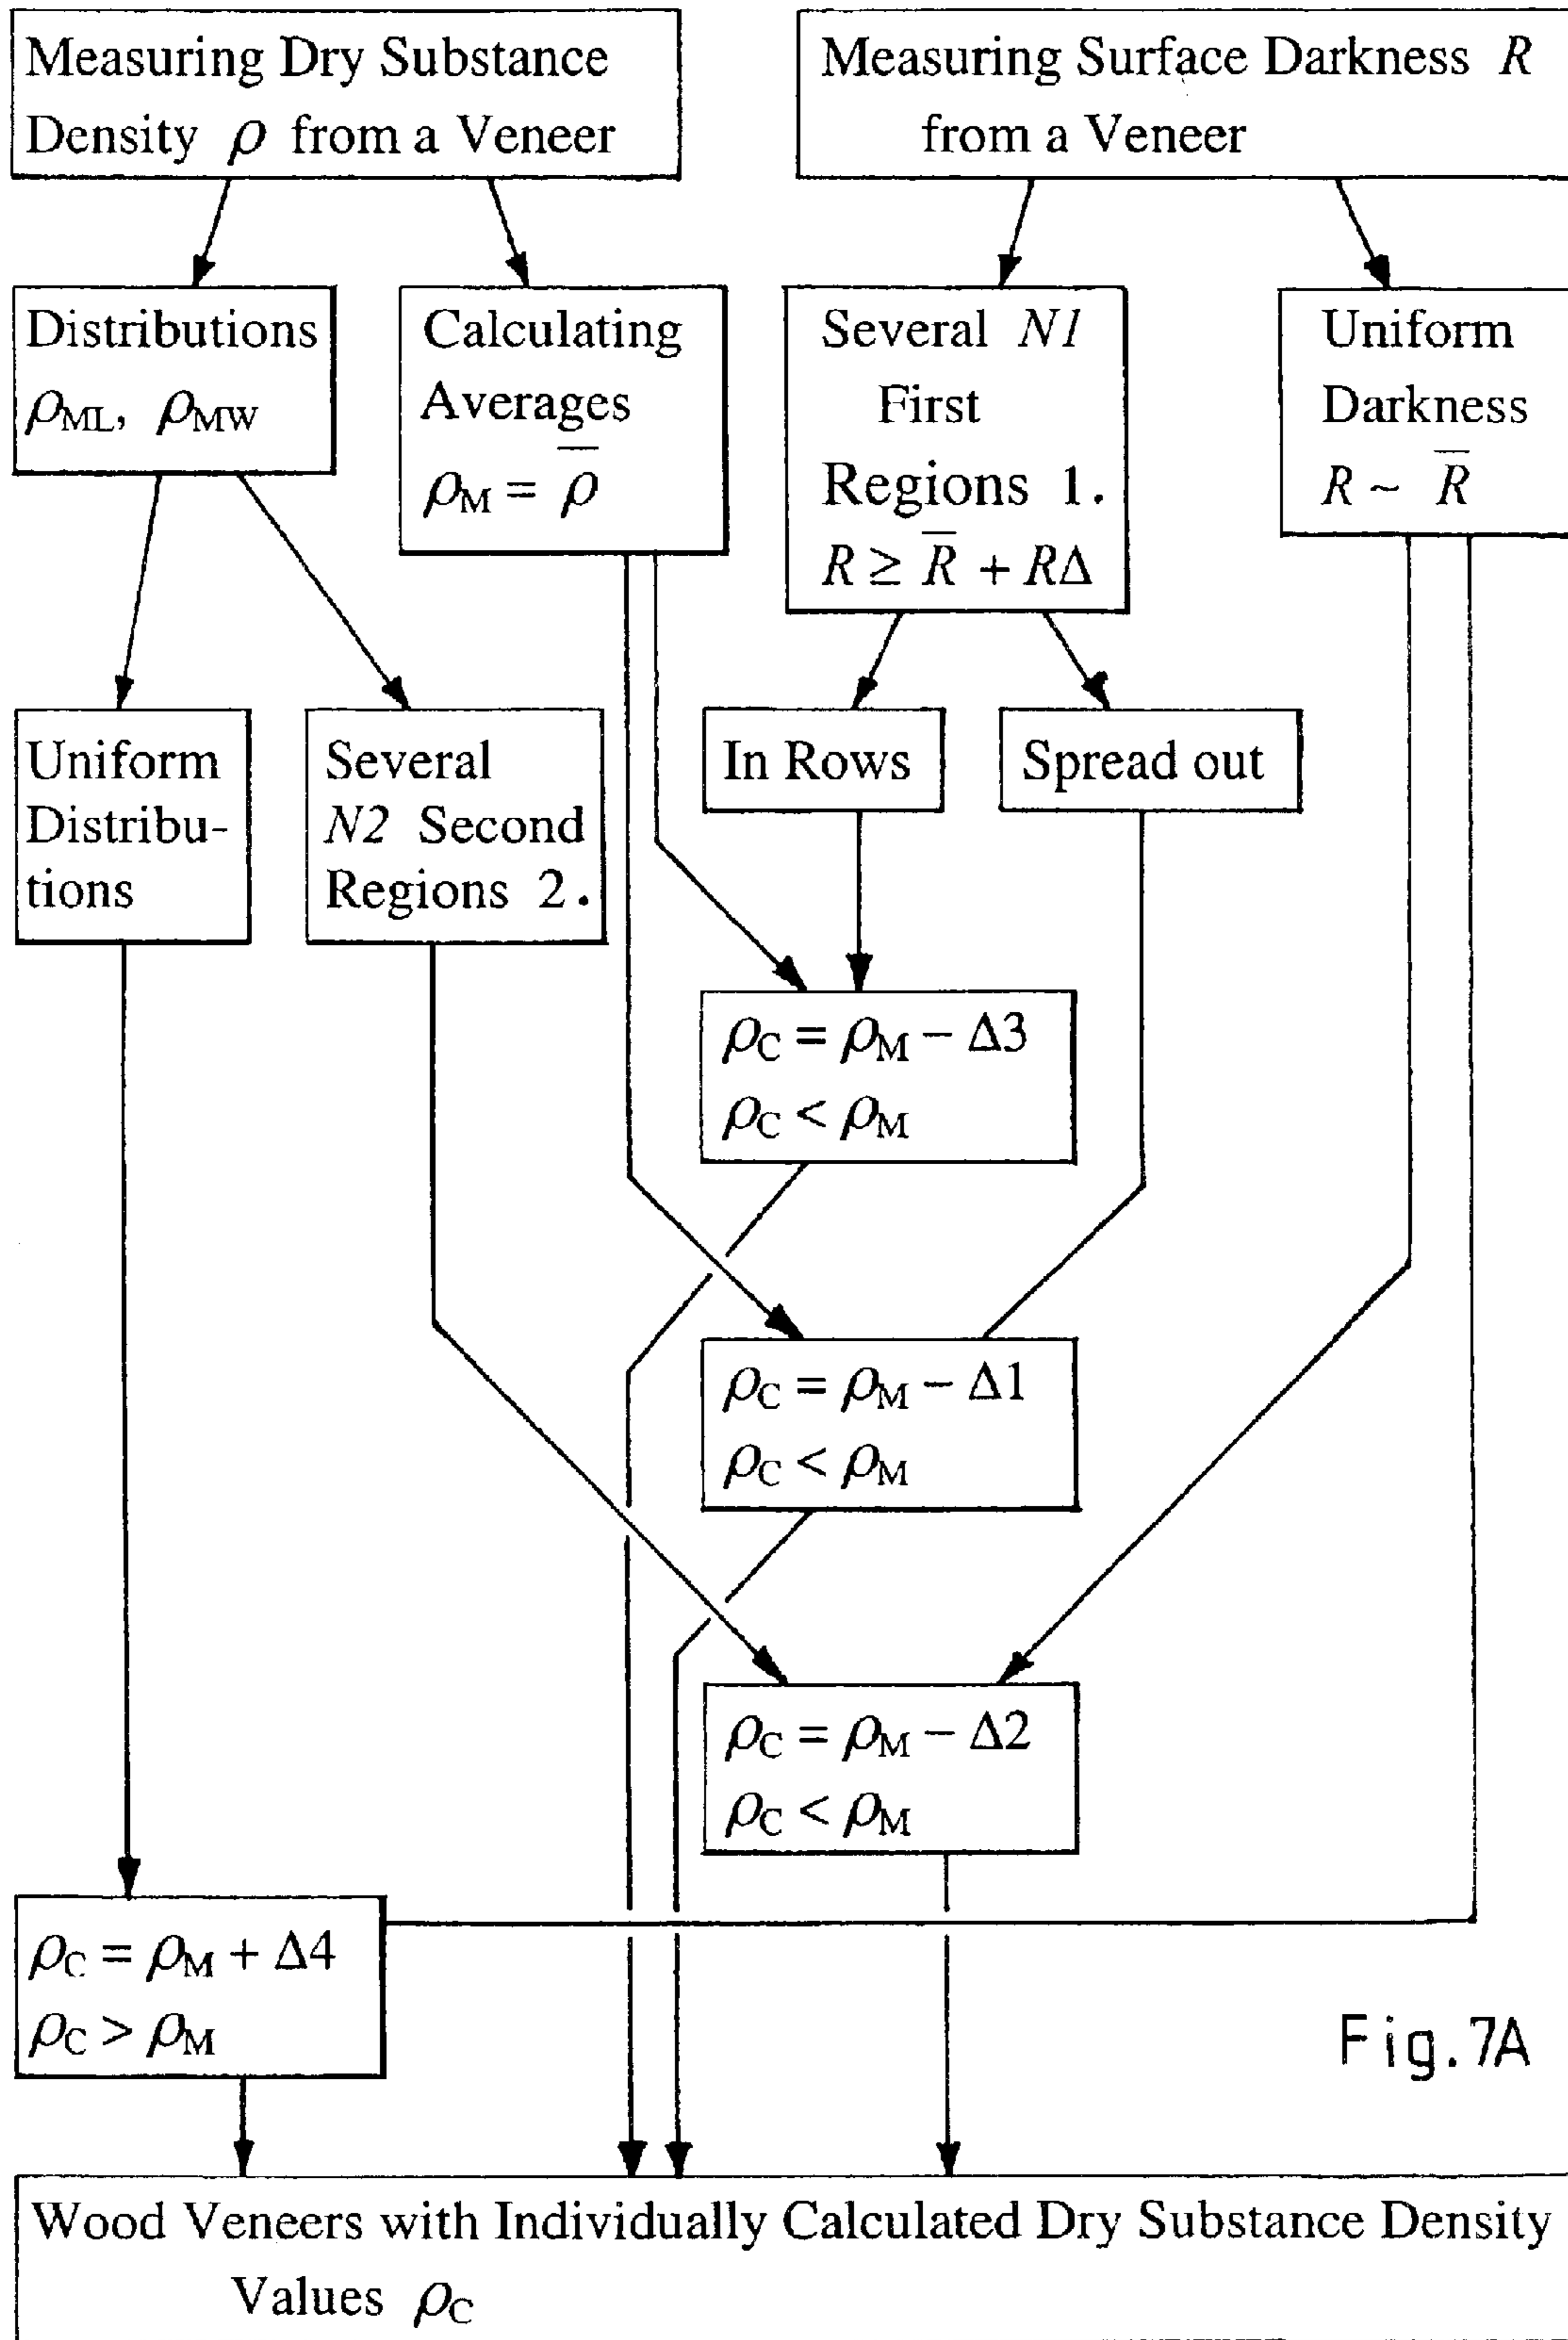 Measuring Dry Substance
Density ρ from a Veneer
Measuring Surface Darkness R
from a Veneer
Distributions
ρML, ρMW
Calculating
Averages
ρM = ρ̅
Several N1
First
Regions 1.
R ≥ R̅ + RΔ
Uniform
Darkness
R ~ R̅
Uniform
Distribu-
tions
Several
N2 Second
Regions 2.
In Rows
Spread out
ρC = ρM − Δ3
ρC < ρM
ρC = ρM − Δ1
ρC < ρM
ρC = ρM − Δ2
ρC < ρM
ρC = ρM + Δ4
ρC > ρM
Fig.7A
Wood Veneers with Individually Calculated Dry Substance Density
Values ρC